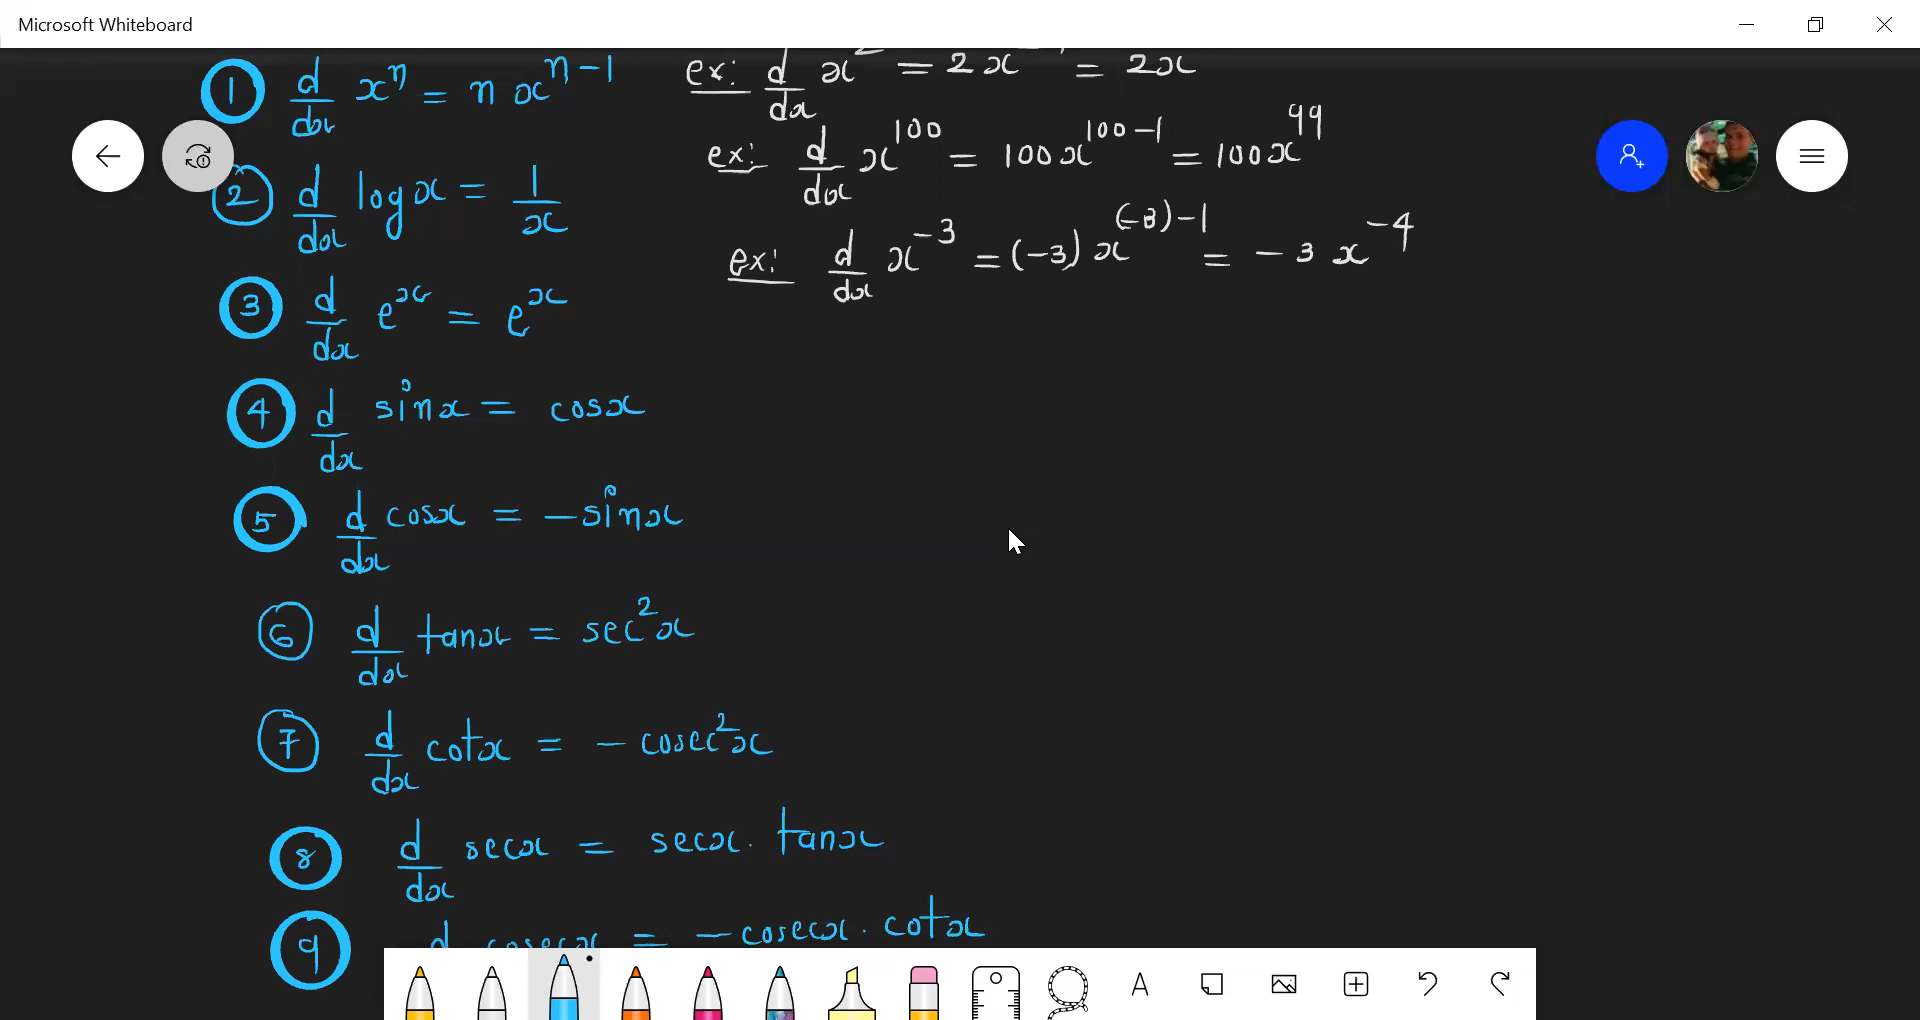 Microsoft Whiteboard
① d/dx xⁿ = n xⁿ⁻¹
ex: d/dx x² = 2x = 2x
ex: d/dx x¹⁰⁰ = 100x¹⁰⁰⁻¹ = 100x⁹⁹
② d/dx log x = 1/x
ex: d/dx x⁻³ = (-3) x⁽⁻³⁾⁻¹ = -3 x⁻⁴
③ d/dx eˣ = eˣ
④ d/dx sinx = cosx
⑤ d/dx cosx = -sinx
⑥ d/dx tanx = sec²x
⑦ d/dx cotx = - cosec²x
⑧ d/dx secx = secx. tanx
⑨ d cosecx = - cosecx. cotx
A